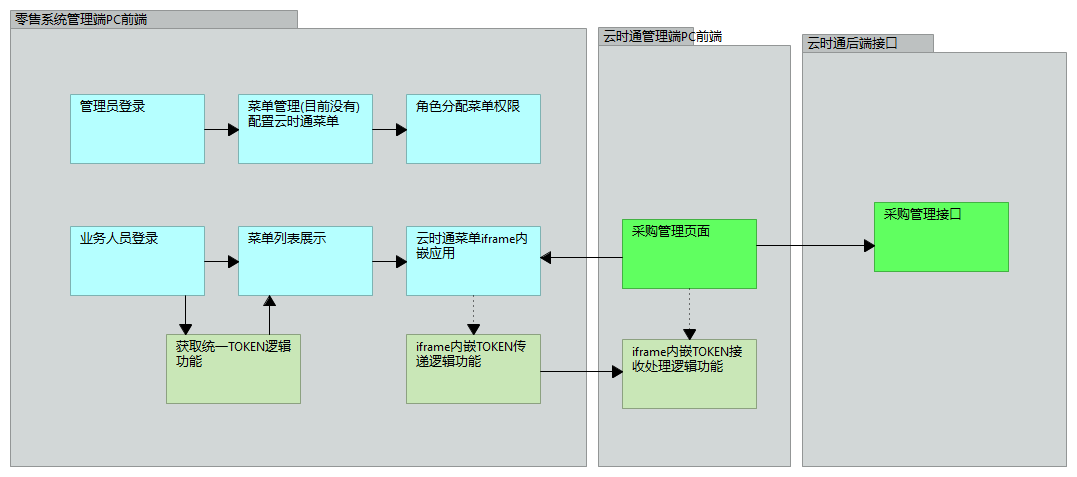 零售系统管理端PC前端
云时通管理端PC前端
云时通后端接口
管理员登录
菜单管理(目前没有)
配置云时通菜单
角色分配菜单权限
业务人员登录
菜单列表展示
云时通菜单iframe内
嵌应用
采购管理页面
采购管理接口
获取统一TOKEN逻辑
功能
iframe内嵌TOKEN传
递逻辑功能
iframe内嵌TOKEN接
收处理逻辑功能